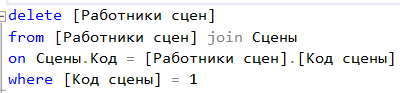 delete [Работники сцен]
from [Работники сцен] join Сцены
on Сцены.Код = [Работники сцен].[Код сцены]
where [Код сцены] = 1